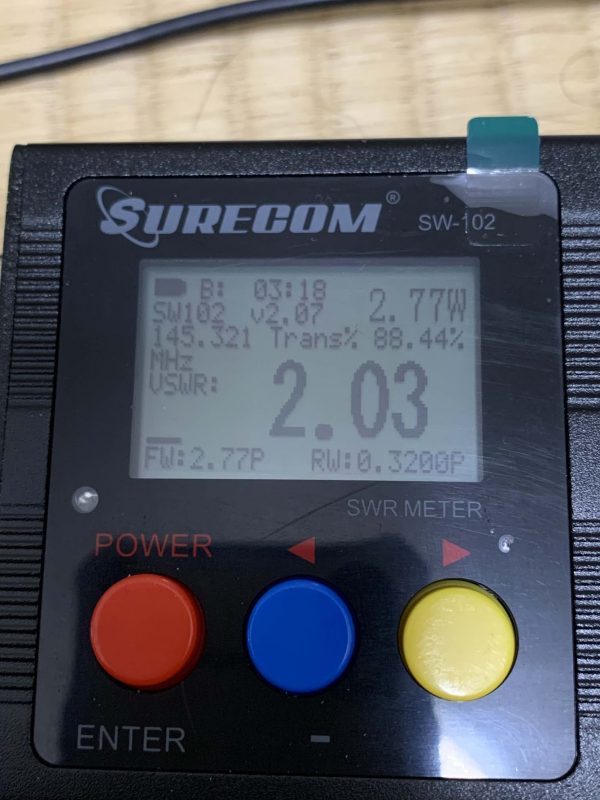 SURECOM®
SW-102
B: 03:18
2.77W
SW102 v2.07
145.321 Trans% 88.44%
MHz
VSWR: 2.03
FW:2.77P RW:0.3200P
SWR METER
POWER
ENTER